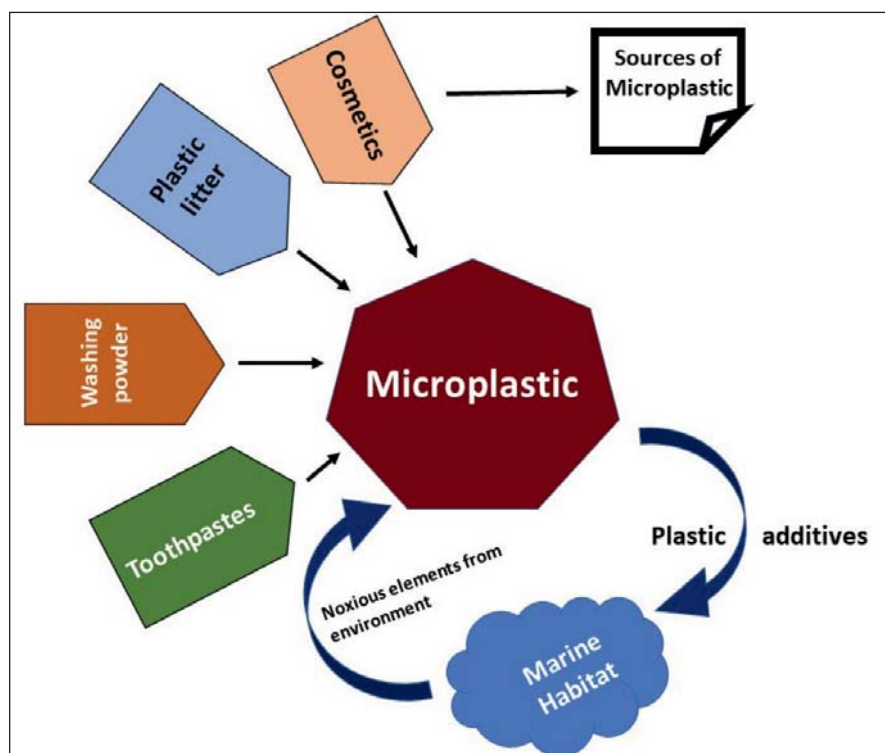 Cosmetics
Sources of
Microplastic
Plastic
litter
Washing
powder
Microplastic
Toothpastes
Plastic additives
Noxious elements from
environment
Marine
Habitat